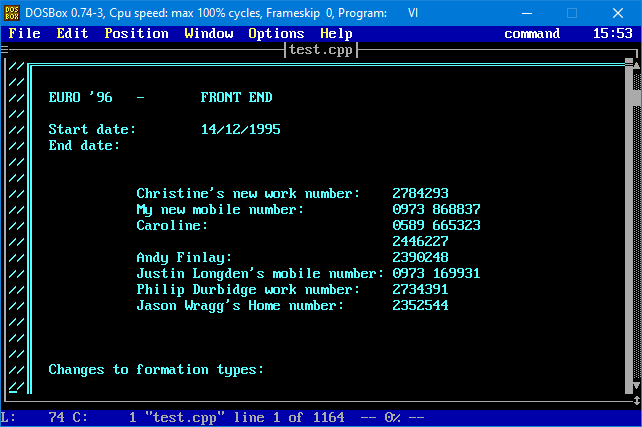 DOSBox 0.74-3, Cpu speed: max 100% cycles, Frameskip 0, Program: VI
File Edit Position Window Options Help command 15:53
test.cpp
//
//
// EURO '96 - FRONT END
//
// Start date: 14/12/1995
// End date:
//
//
// Christine's new work number: 2784293
// My new mobile number: 0973 868837
// Caroline: 0589 665323
// 2446227
// Andy Finlay: 2390248
// Justin Longden's mobile number: 0973 169931
// Philip Durbidge work number: 2734391
// Jason Wragg's Home number: 2352544
//
//
//
// Changes to formation types:
//
L: 74 C: 1 "test.cpp" line 1 of 1164 -- 0% --